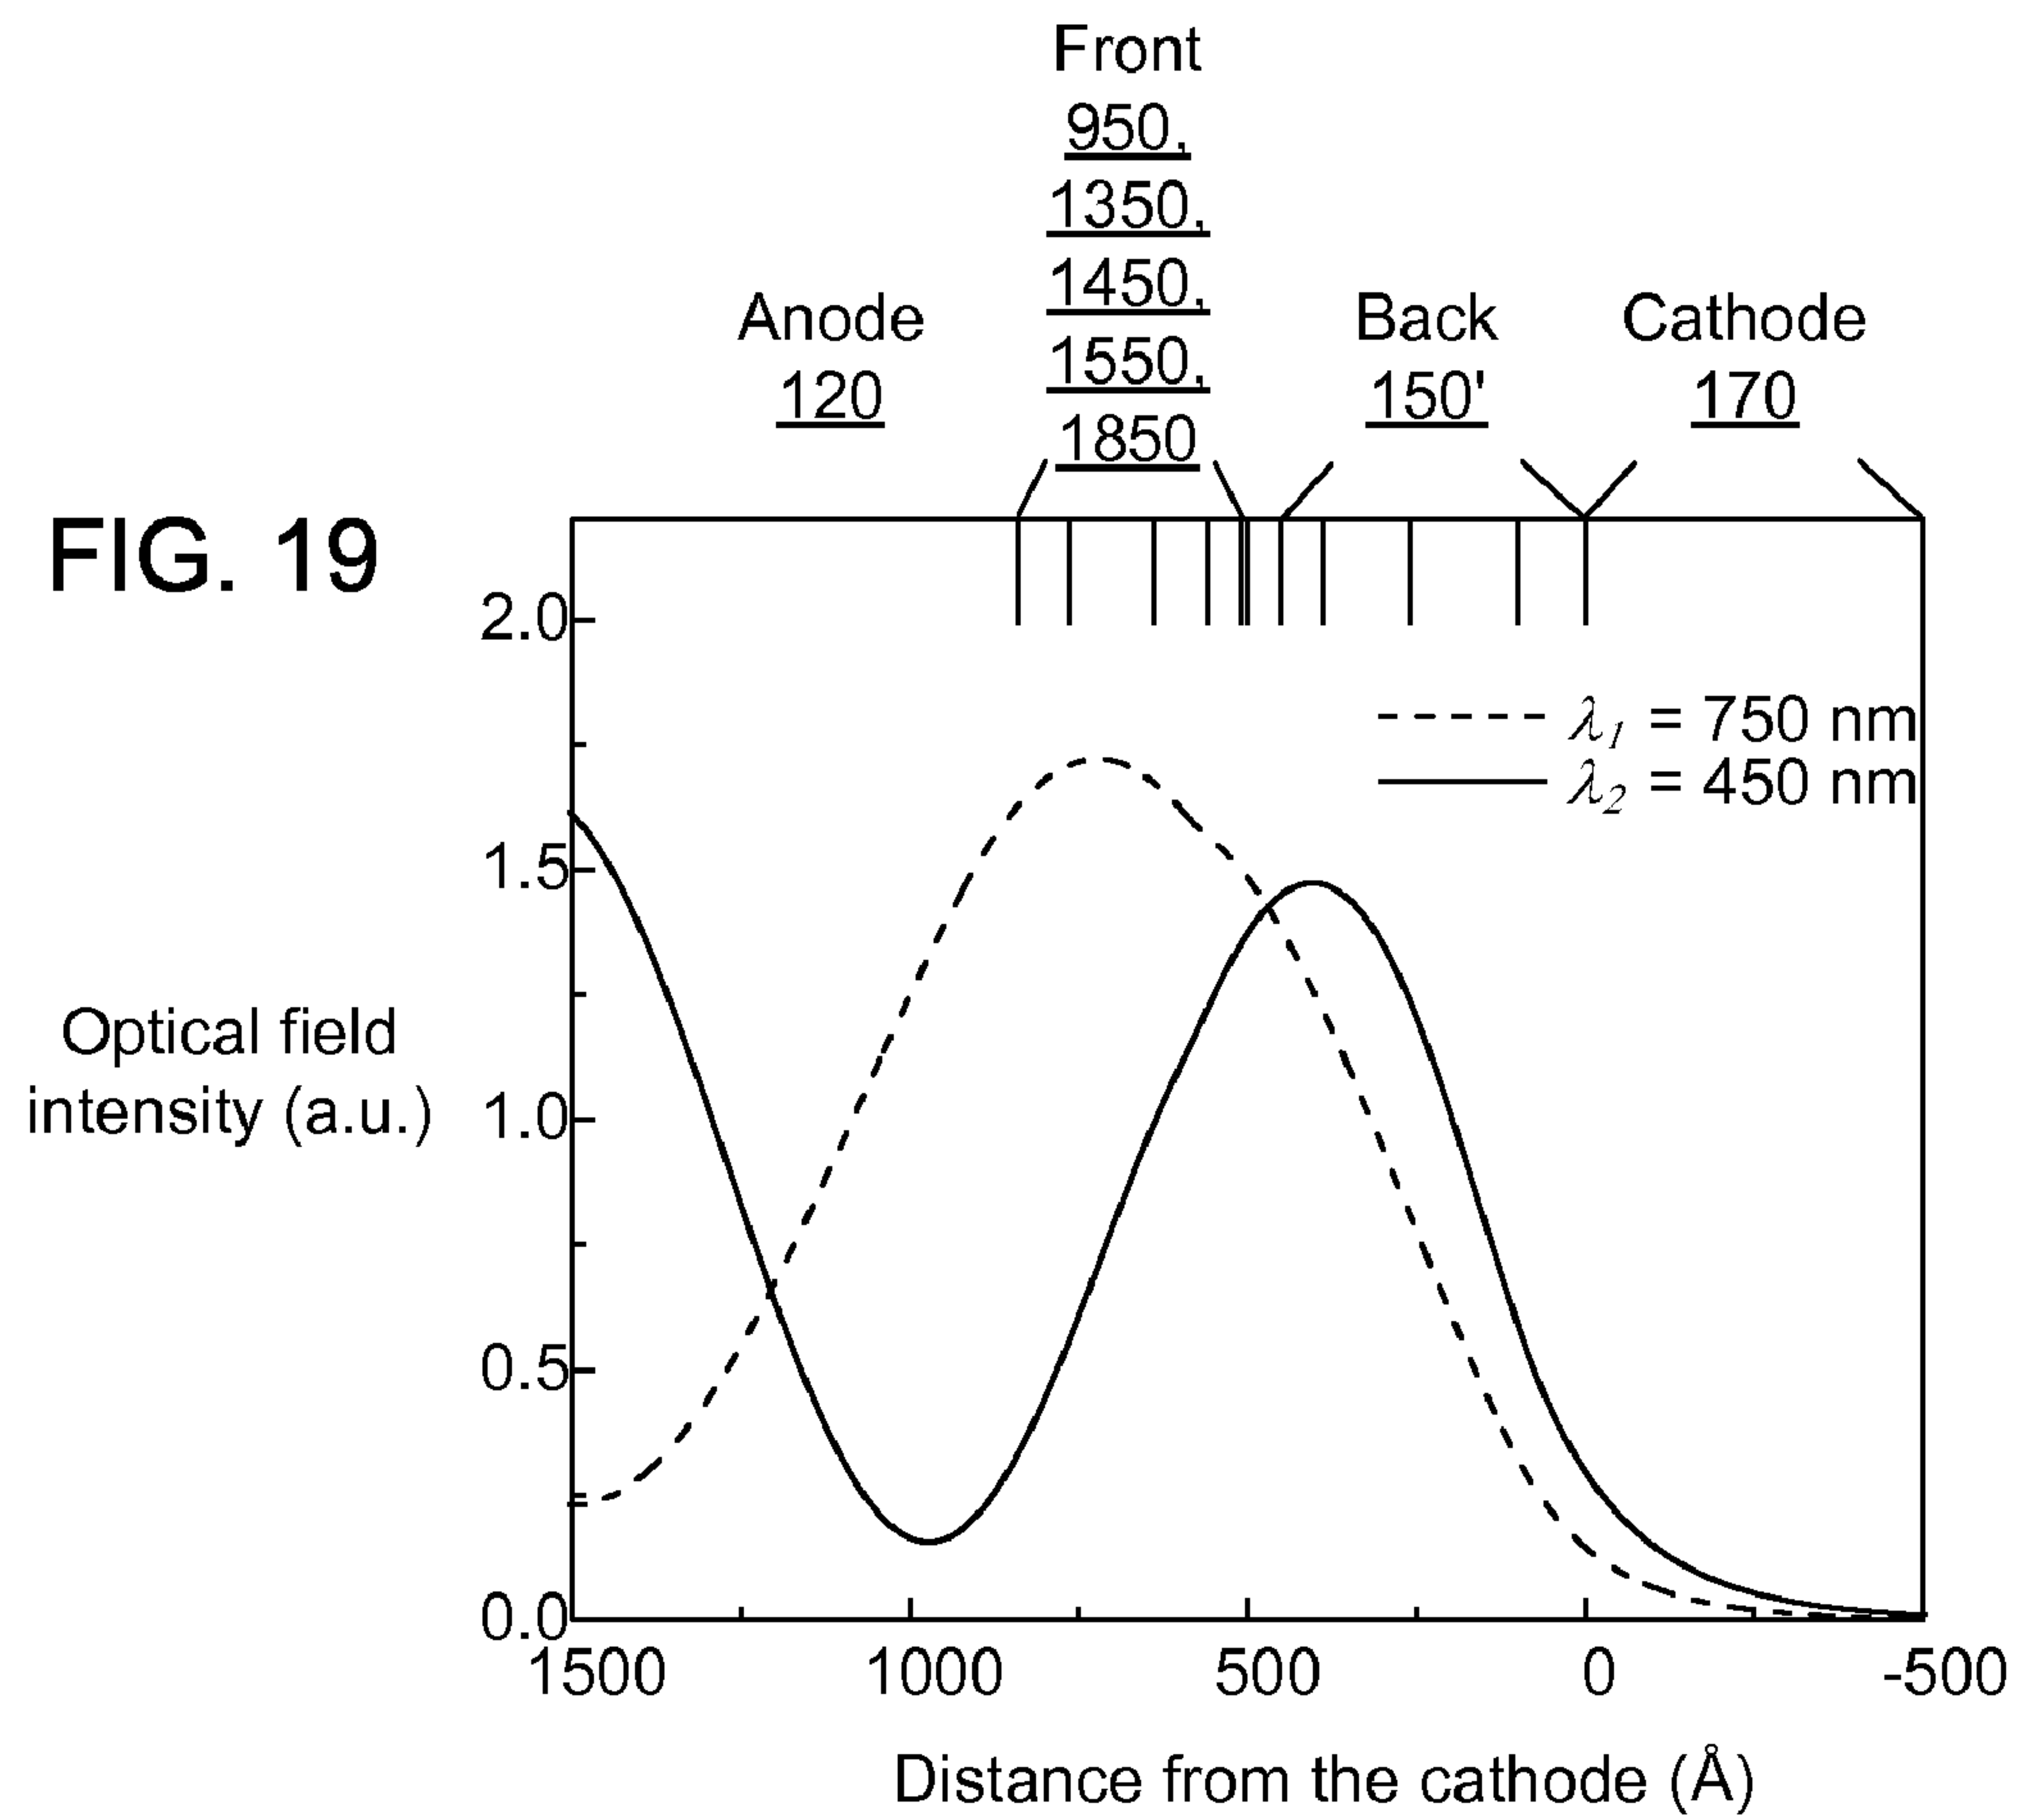 Front
950,
1350,
1450,
1550,
1850
Anode
120
Back
150'
Cathode
170
FIG. 19
2.0
1.5
1.0
0.5
0.0
λ1 = 750 nm
λ2 = 450 nm
Optical field
intensity (a.u.)
1500 1000 500 0 -500
Distance from the cathode (Å)